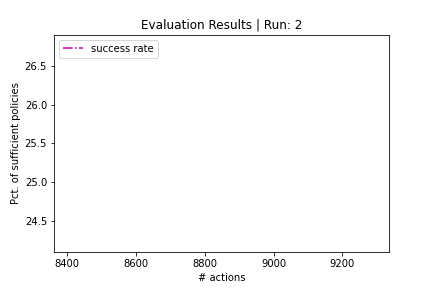 Evaluation Results | Run: 2
success rate
Pct. of sufficient policies
26.5
26.0
25.5
25.0
24.5
8400 8600 8800 9000 9200
# actions